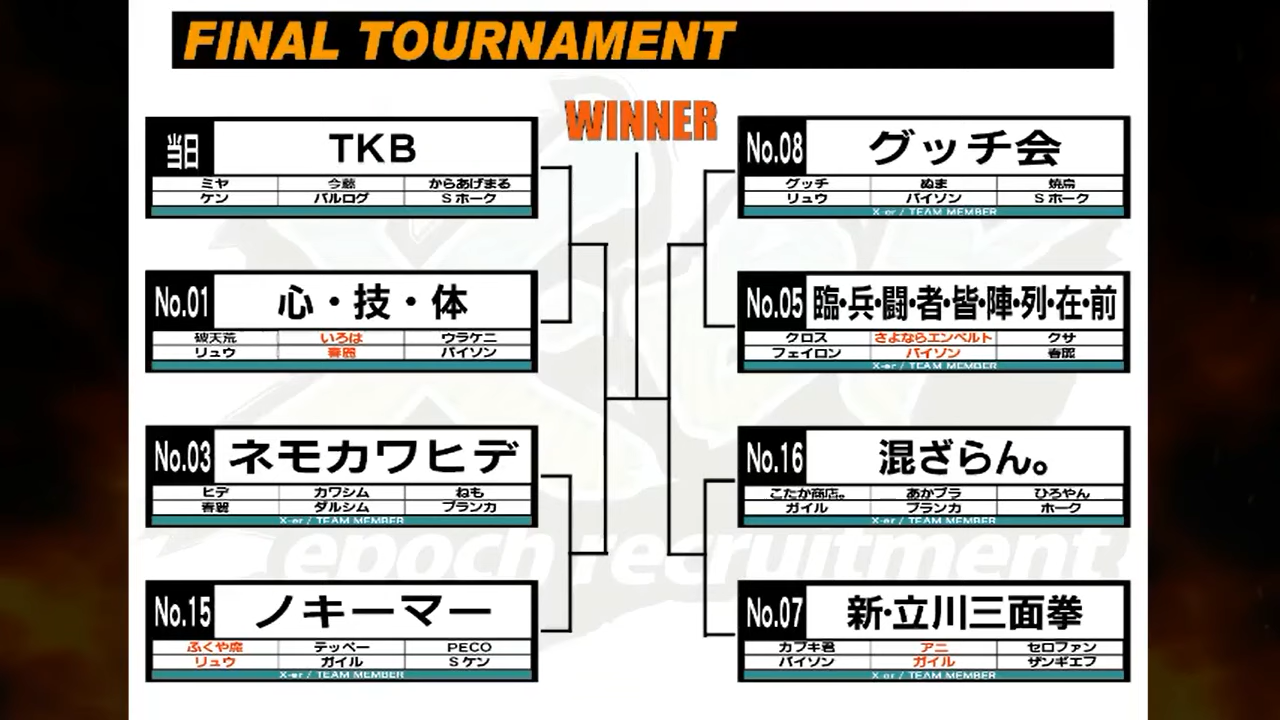 FINAL TOURNAMENT
WINNER
当日 TKB
ミヤ 今藤 からあげまる
ケン バルログ Sホーク
No.01 心・技・体
破天荒 いろは ウラケニ
リュウ 春麗 バイソン
No.03 ネモカワヒデ
ヒデ カワシム ねも
春麗 ダルシム ブランカ
X-er / TEAM MEMBER
No.15 ノキーマー
ふくや席 テッペー PECO
リュウ ガイル Sケン
X-er / TEAM MEMBER
No.08 グッチ会
グッチ ぬま 焼鳥
リュウ バイソン Sホーク
X-er / TEAM MEMBER
No.05 臨・兵・闘・者・皆・陣・列・在・前
クロス さよならエンペルト クサ
フェイロン バイソン 春麗
X-er / TEAM MEMBER
No.16 混ざらん。
こたか商店。 あかブラ ひろやん
ガイル ブランカ ホーク
X-er / TEAM MEMBER
No.07 新・立川三面拳
カブキ君 アニ セロファン
バイソン ガイル ザンギエフ
X-er / TEAM MEMBER
epoch recruitment